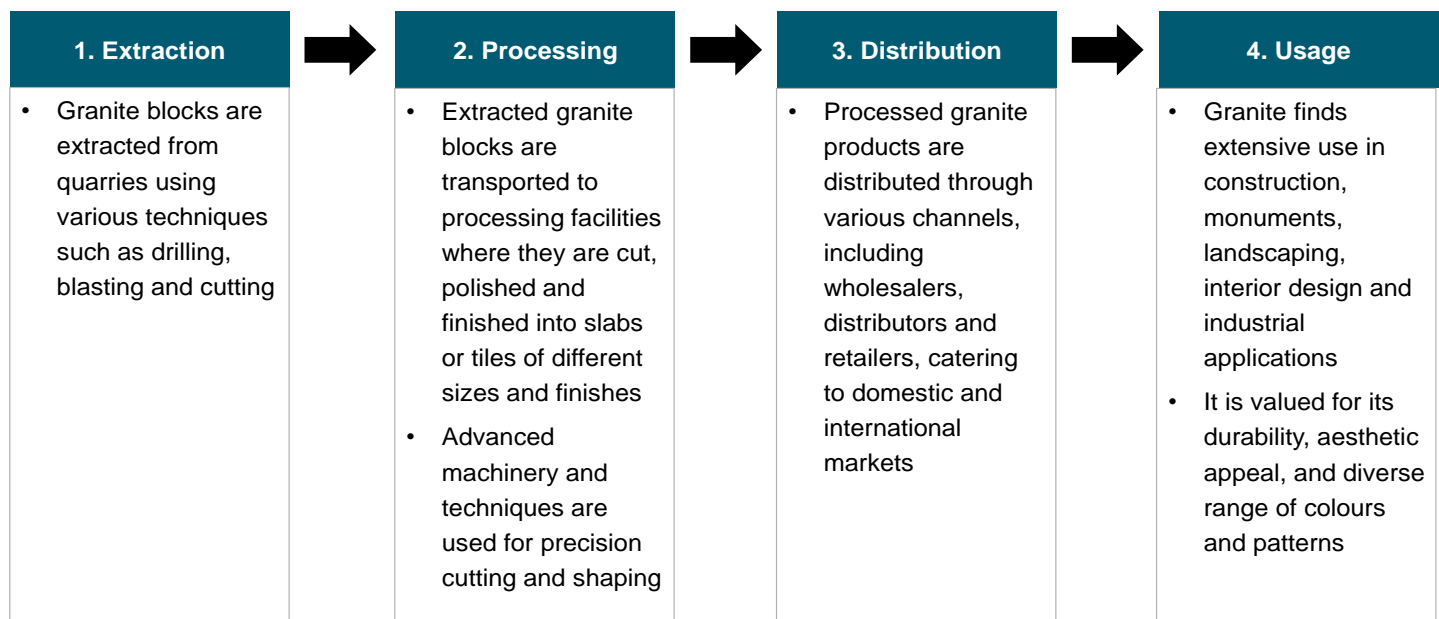 1. Extraction
• Granite blocks are
extracted from
quarries using
various techniques
such as drilling,
blasting and cutting
2. Processing
• Extracted granite
blocks are
transported to
processing facilities
where they are cut,
polished and
finished into slabs
or tiles of different
sizes and finishes
• Advanced
machinery and
techniques are
used for precision
cutting and shaping
3. Distribution
• Processed granite
products are
distributed through
various channels,
including
wholesalers,
distributors and
retailers, catering
to domestic and
international
markets
4. Usage
• Granite finds
extensive use in
construction,
monuments,
landscaping,
interior design and
industrial
applications
• It is valued for its
durability, aesthetic
appeal, and diverse
range of colours
and patterns